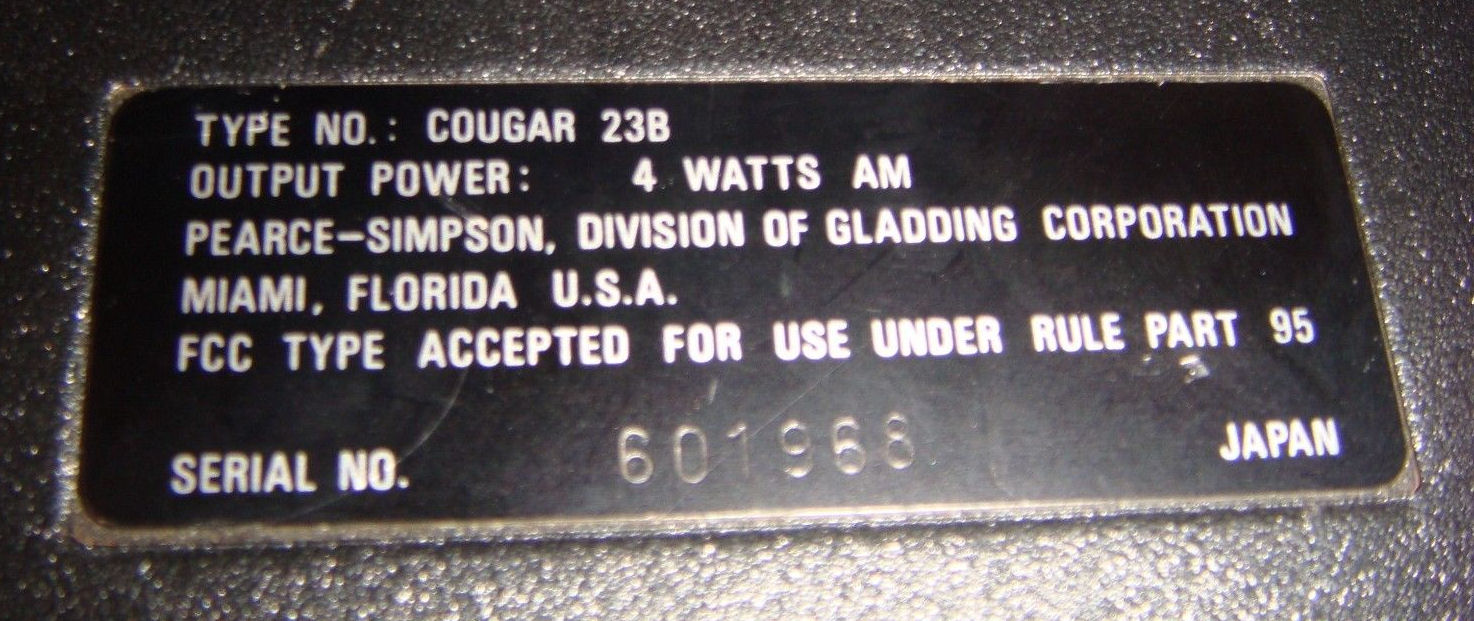 TYPE NO.: COUGAR 23B
OUTPUT POWER: 4 WATTS AM
PEARCE-SIMPSON, DIVISION OF GLADDING CORPORATION
MIAMI, FLORIDA U.S.A.
FCC TYPE ACCEPTED FOR USE UNDER RULE PART 95
SERIAL NO. 601968 JAPAN